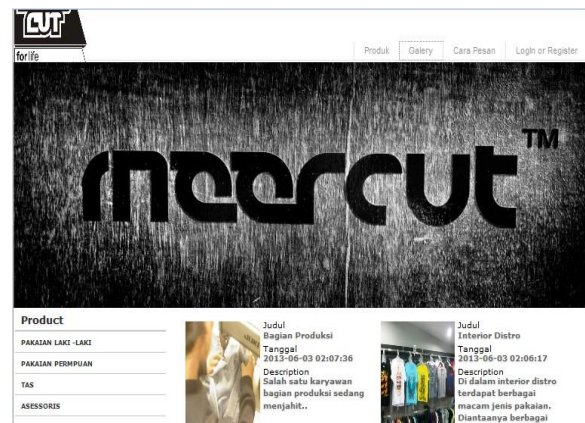 CUT
for life
Produk Galery Cara Pesan Login or Register
meercut TM
Product
PAKAIAN LAKI -LAKI
PAKAIAN PERMPUAN
TAS
ASESSORIS
Judul
Bagian Produksi
Tanggal
2013-06-03 02:07:36
Description
Salah satu karyawan
bagian produksi sedang
menjahit..
Judul
Interior Distro
Tanggal
2013-06-03 02:06:17
Description
Di dalam interior distro
terdapat berbagai
macam jenis pakaian.
Diantaanya berbagai